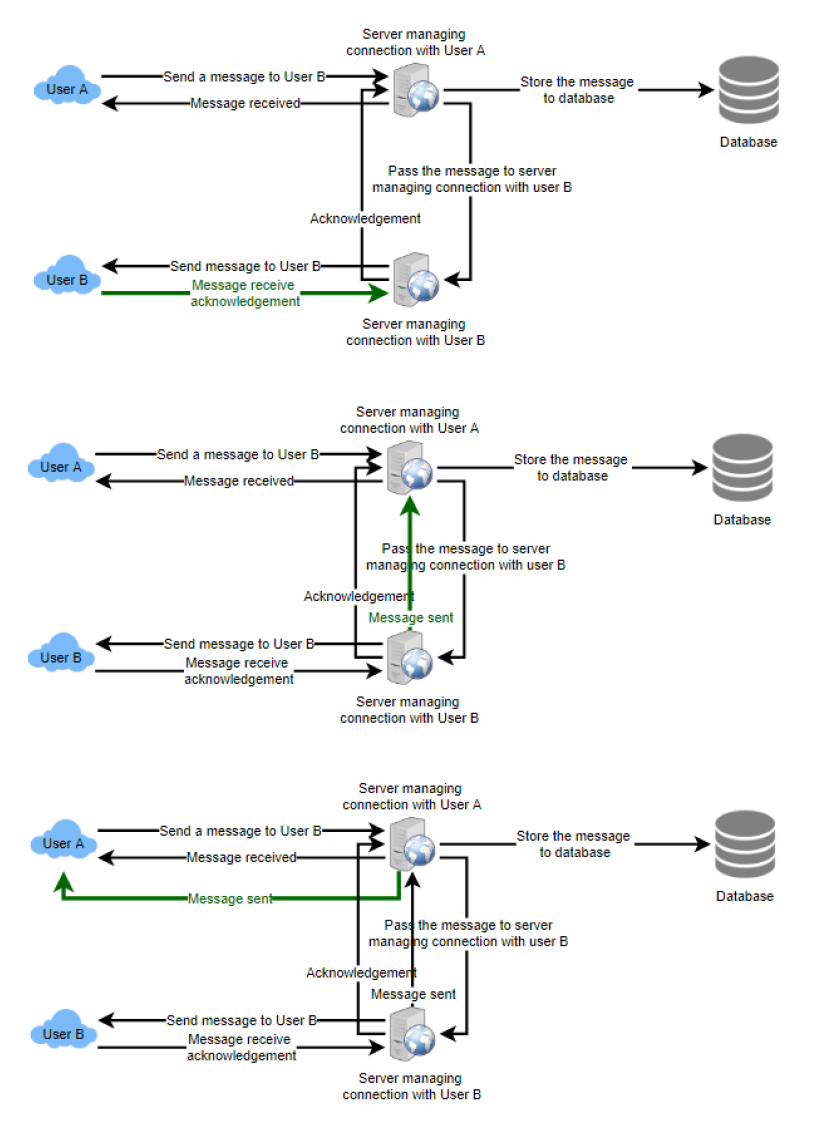 Server managing
connection with User A
User A
Send a message to User B
Message received
Store the message
to database
Database
Pass the message to server
managing connection with user B
Acknowledgement
User B
Send message to User B
Message receive
acknowledgement
Server managing
connection with User B
Server managing
connection with User A
User A
Send a message to User B
Message received
Store the message
to database
Database
Pass the message to server
managing connection with user B
Acknowledgement
Message sent
User B
Send message to User B
Message receive
acknowledgement
Server managing
connection with User B
Server managing
connection with User A
User A
Send a message to User B
Message received
Store the message
to database
Database
Message sent
Pass the message to server
managing connection with user B
Acknowledgement
Message sent
User B
Send message to User B
Message receive
acknowledgement
Server managing
connection with User B